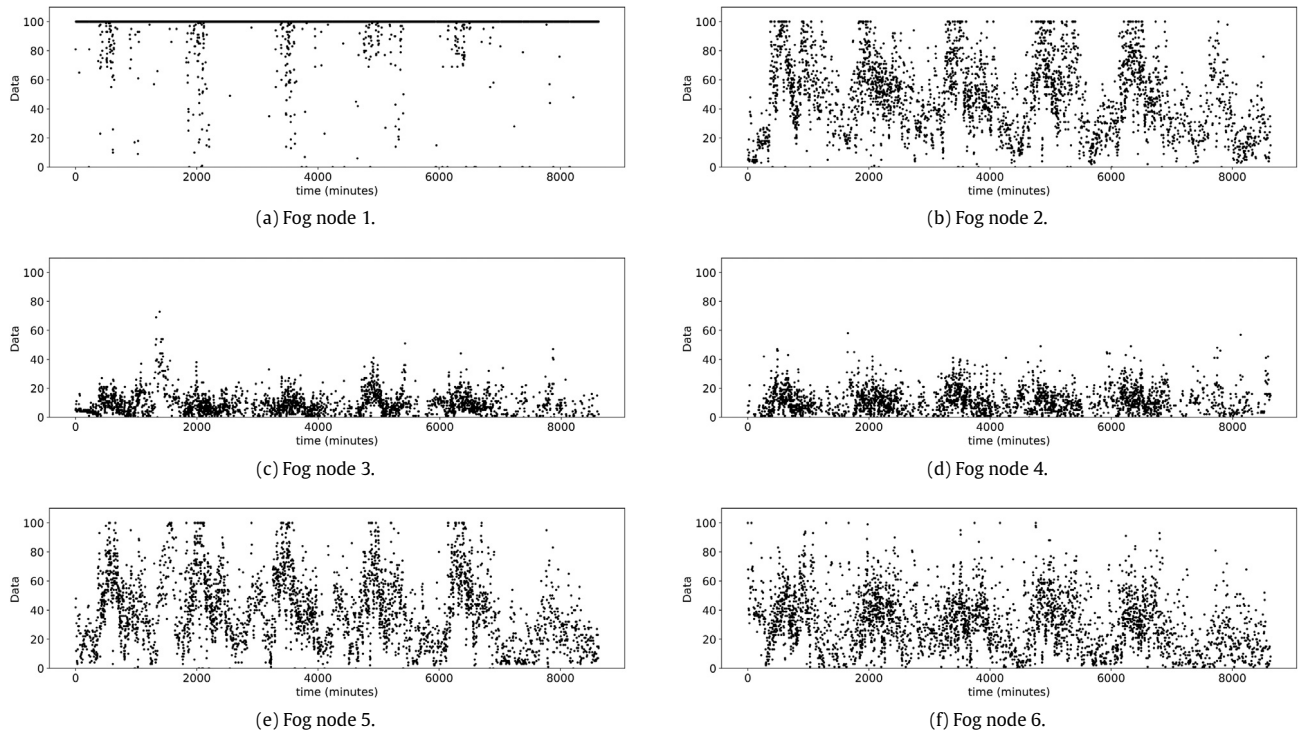 100
80
60
40
20
0
Data
0 2000 4000 6000 8000
time (minutes)
(a) Fog node 1.
100
80
60
40
20
0
Data
0 2000 4000 6000 8000
time (minutes)
(b) Fog node 2.
100
80
60
40
20
0
Data
0 2000 4000 6000 8000
time (minutes)
(c) Fog node 3.
100
80
60
40
20
0
Data
0 2000 4000 6000 8000
time (minutes)
(d) Fog node 4.
100
80
60
40
20
0
Data
0 2000 4000 6000 8000
time (minutes)
(e) Fog node 5.
100
80
60
40
20
0
Data
0 2000 4000 6000 8000
time (minutes)
(f) Fog node 6.